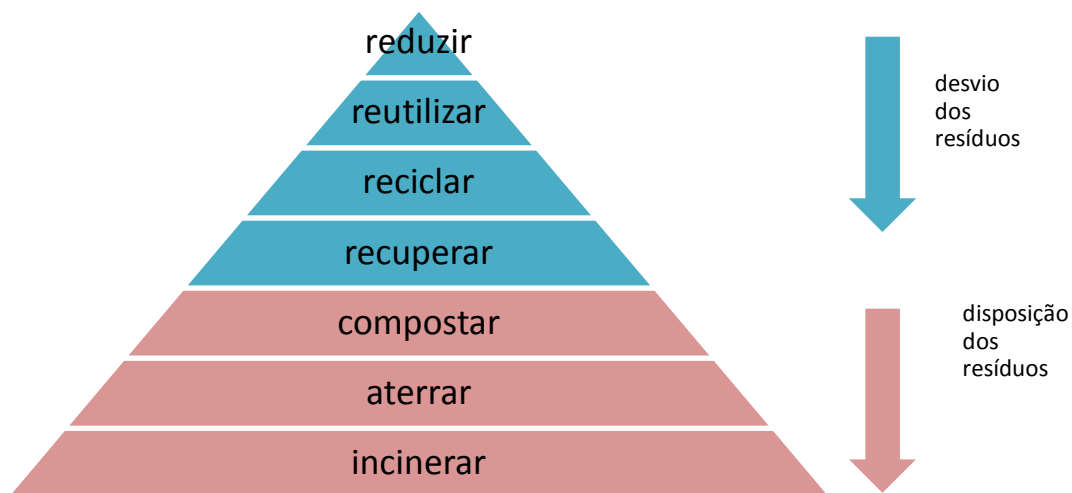 reduzir
reutilizar
reciclar
recuperar
compostar
aterrar
incinerar
desvio
dos
resíduos
disposição
dos
resíduos